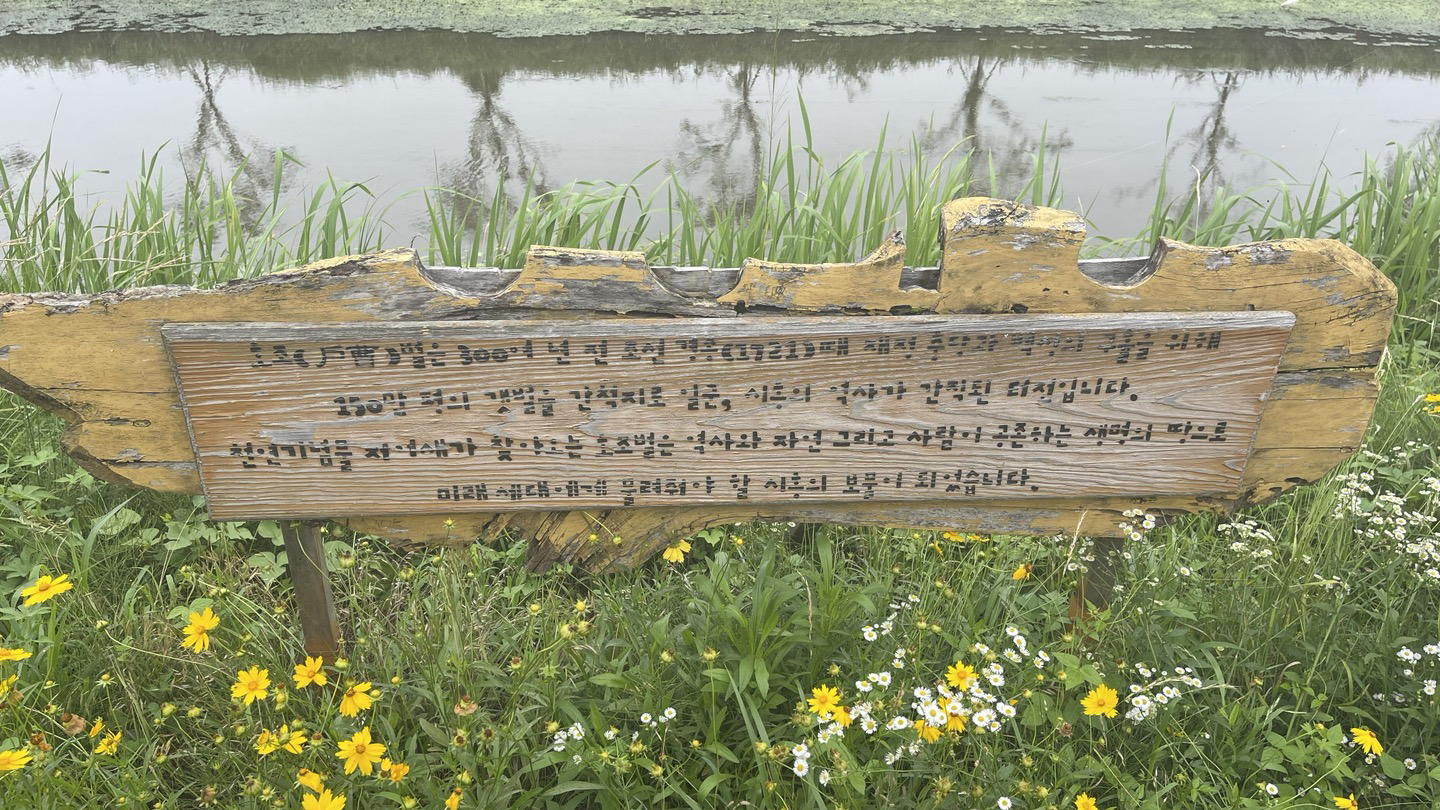 호조(戶曹)벌은 300여 년 전 조선 경종(1721)때 재정 충당과 백성의 구휼을 위해
150만 평의 갯벌을 간척지로 일군, 시흥의 역사가 간직된 터전입니다.
천연기념물 저어새가 찾아오는 호조벌은 역사와 자연 그리고 사람이 공존하는 생명의 땅으로
미래 세대에게 물려줘야 할 시흥의 보물이 되었습니다.